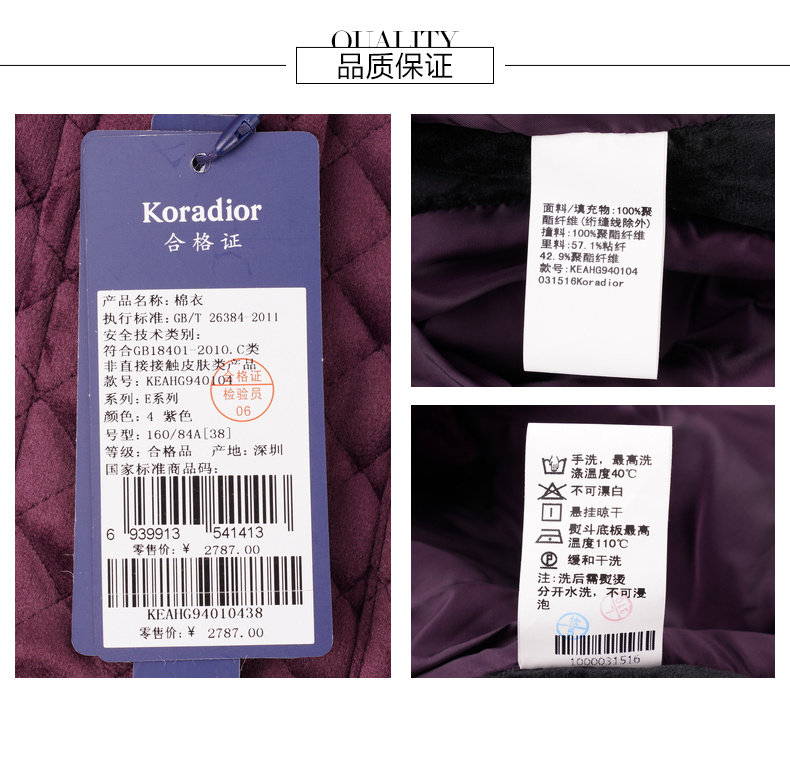 QUALITY
品质保证
Koradior
合格证
产品名称: 棉衣
执行标准: GB/T 26384-2011
安全技术类别:
符合GB18401-2010.C类
非直接接触皮肤类产品
款号: KEAHG940104
系列: E系列
颜色: 4 紫色
号型: 160/84A[38]
等级: 合格品 产地: 深圳
国家标准商品码:
6 939913 541413
零售价: ¥ 2787.00
KEAHG94010438
零售价: ¥ 2787.00
合格证
检验员
06
面料/填充物:100%聚
酯纤维(绗缝线除外)
撞料:100%聚酯纤维
里料:57.1%粘纤
42.9%聚酯纤维
款号:KEAHG940104
031516Koradior
手洗，最高洗
涤温度40℃
不可漂白
悬挂晾干
熨斗底板最高
温度110℃
缓和干洗
注:洗后需熨烫
分开水洗，不可浸
泡
1000031516